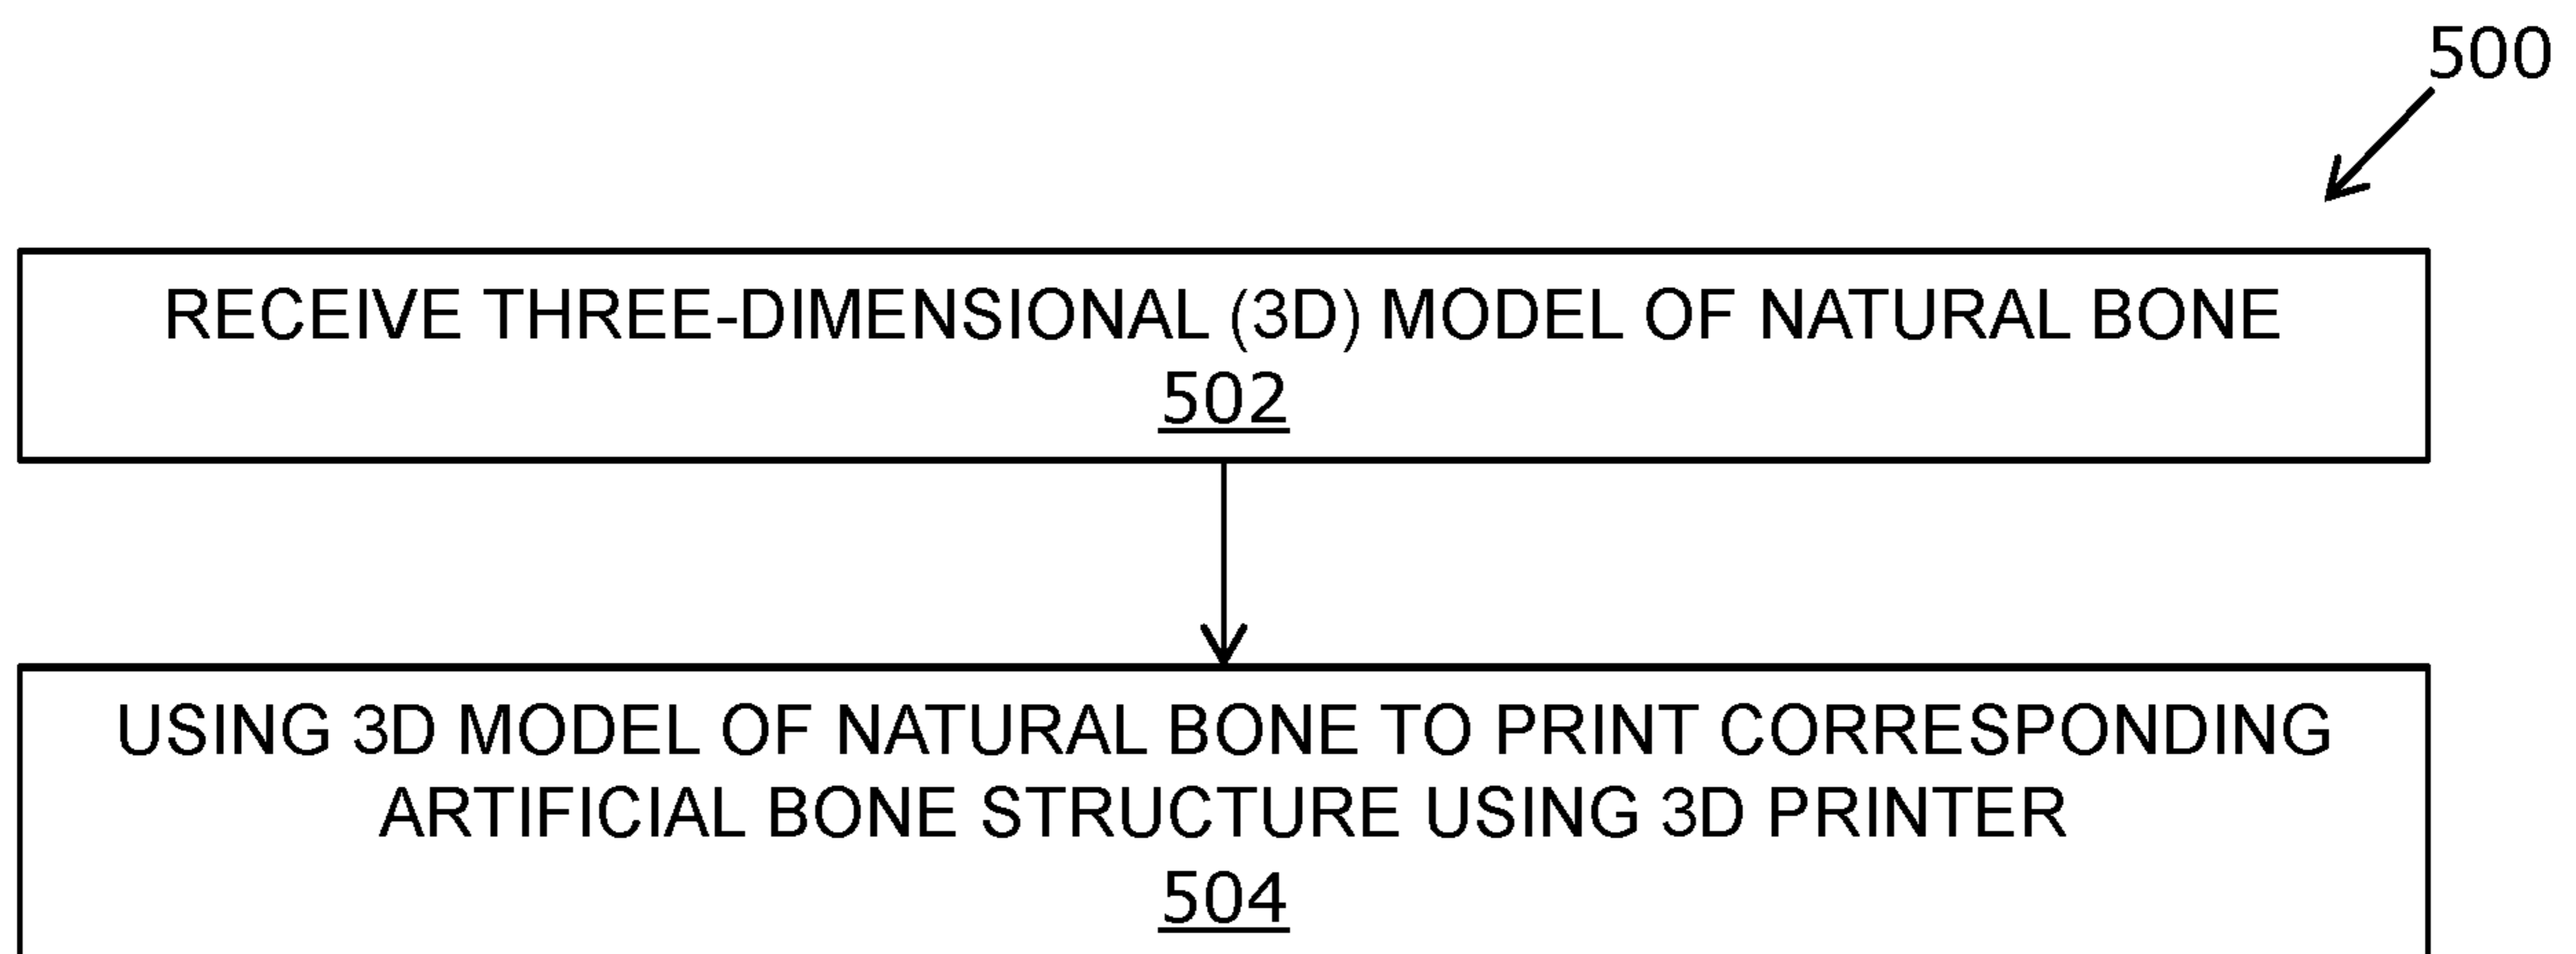 500
RECEIVE THREE-DIMENSIONAL (3D) MODEL OF NATURAL BONE
502
USING 3D MODEL OF NATURAL BONE TO PRINT CORRESPONDING
ARTIFICIAL BONE STRUCTURE USING 3D PRINTER
504